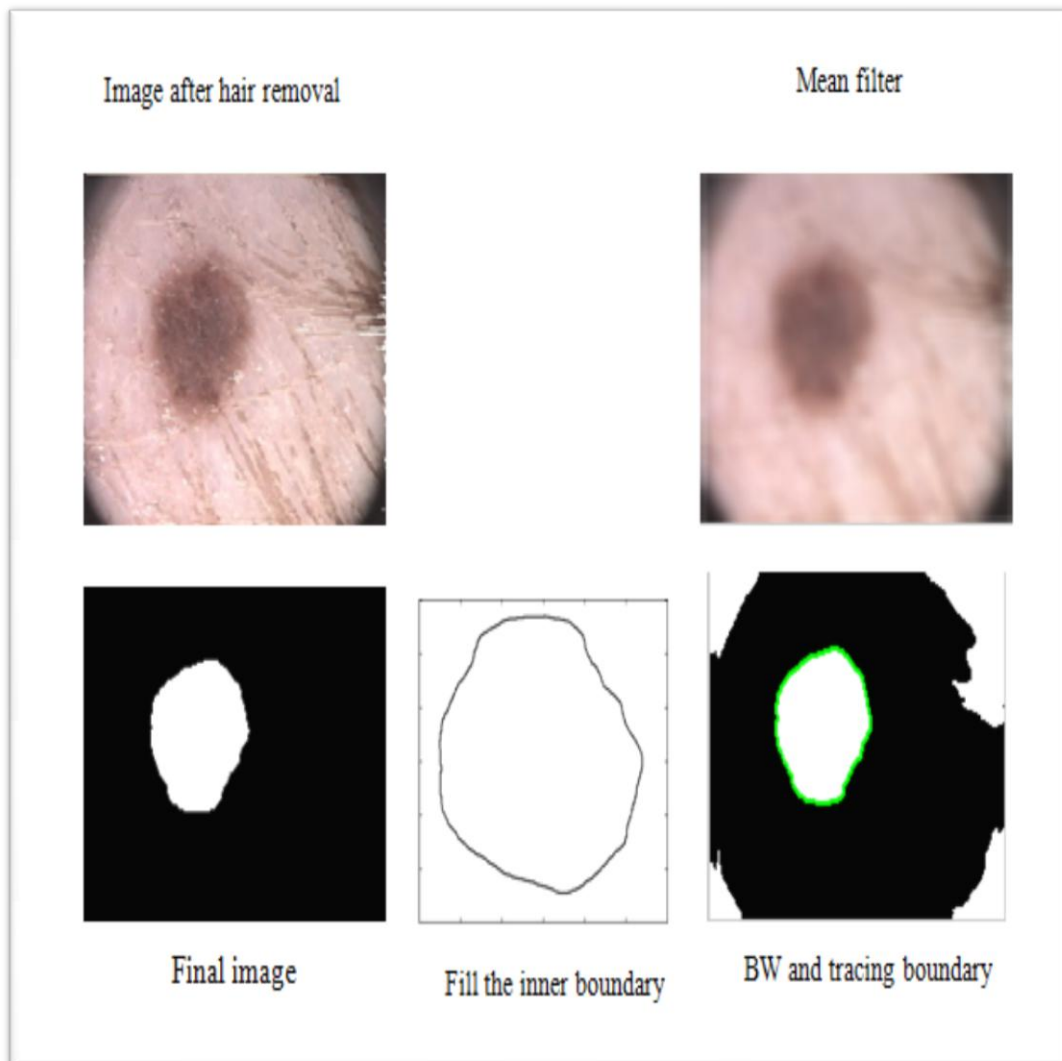 Image after hair removal
Mean filter
Final image
Fill the inner boundary
BW and tracing boundary